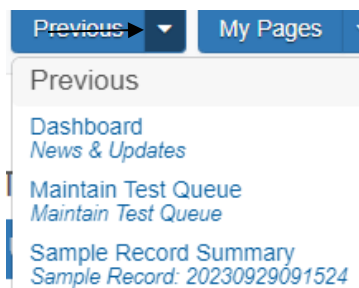 Previous My Pages
Previous
Dashboard
News & Updates
Maintain Test Queue
Maintain Test Queue
Sample Record Summary
Sample Record: 20230929091524